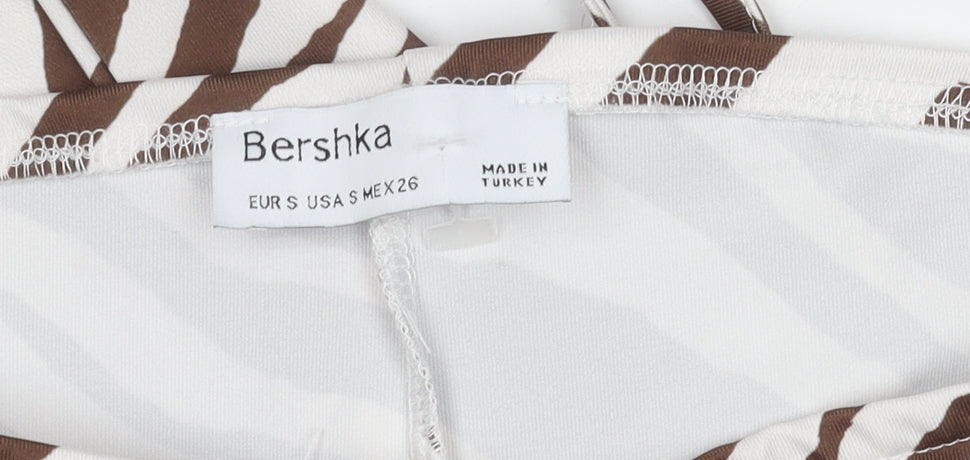 Bershka
EUR S USA S MEX 26
MADE IN
TURKEY